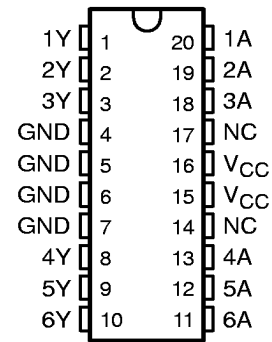 1Y 1 20 1A
2Y 2 19 2A
3Y 3 18 3A
GND 4 17 NC
GND 5 16 VCC
GND 6 15 VCC
GND 7 14 NC
4Y 8 13 4A
5Y 9 12 5A
6Y 10 11 6A